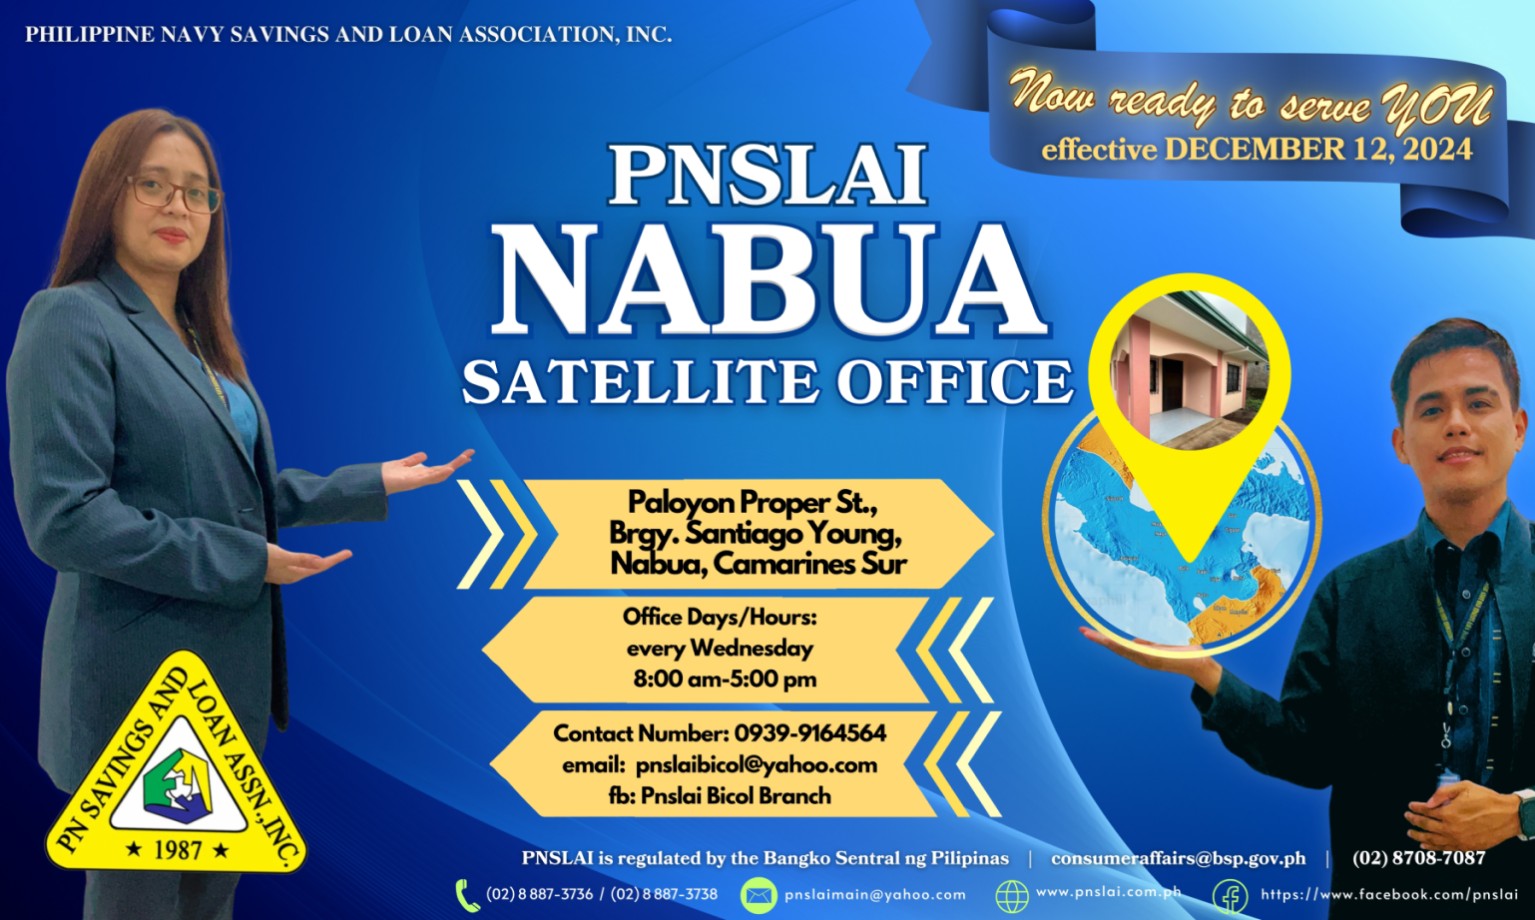 PHILIPPINE NAVY SAVINGS AND LOAN ASSOCIATION, INC.
Now ready to serve YOU
effective DECEMBER 12, 2024
PNSLAI
NABUA
SATELLITE OFFICE
Paloyon Proper St.,
Brgy. Santiago Young,
Nabua, Camarines Sur
Office Days/Hours:
every Wednesday
8:00 am-5:00 pm
Contact Number: 0939-9164564
email: pnslaibicol@yahoo.com
fb: Pnslai Bicol Branch
PN SAVINGS AND LOAN ASSN., INC.
★ 1987 ★
PNSLAI is regulated by the Bangko Sentral ng Pilipinas | consumeraffairs@bsp.gov.ph | (02) 8708-7087
(02) 8 887-3736 / (02) 8 887-3738 pnslaimain@yahoo.com www.pnslai.com.ph https://www.facebook.com/pnslai